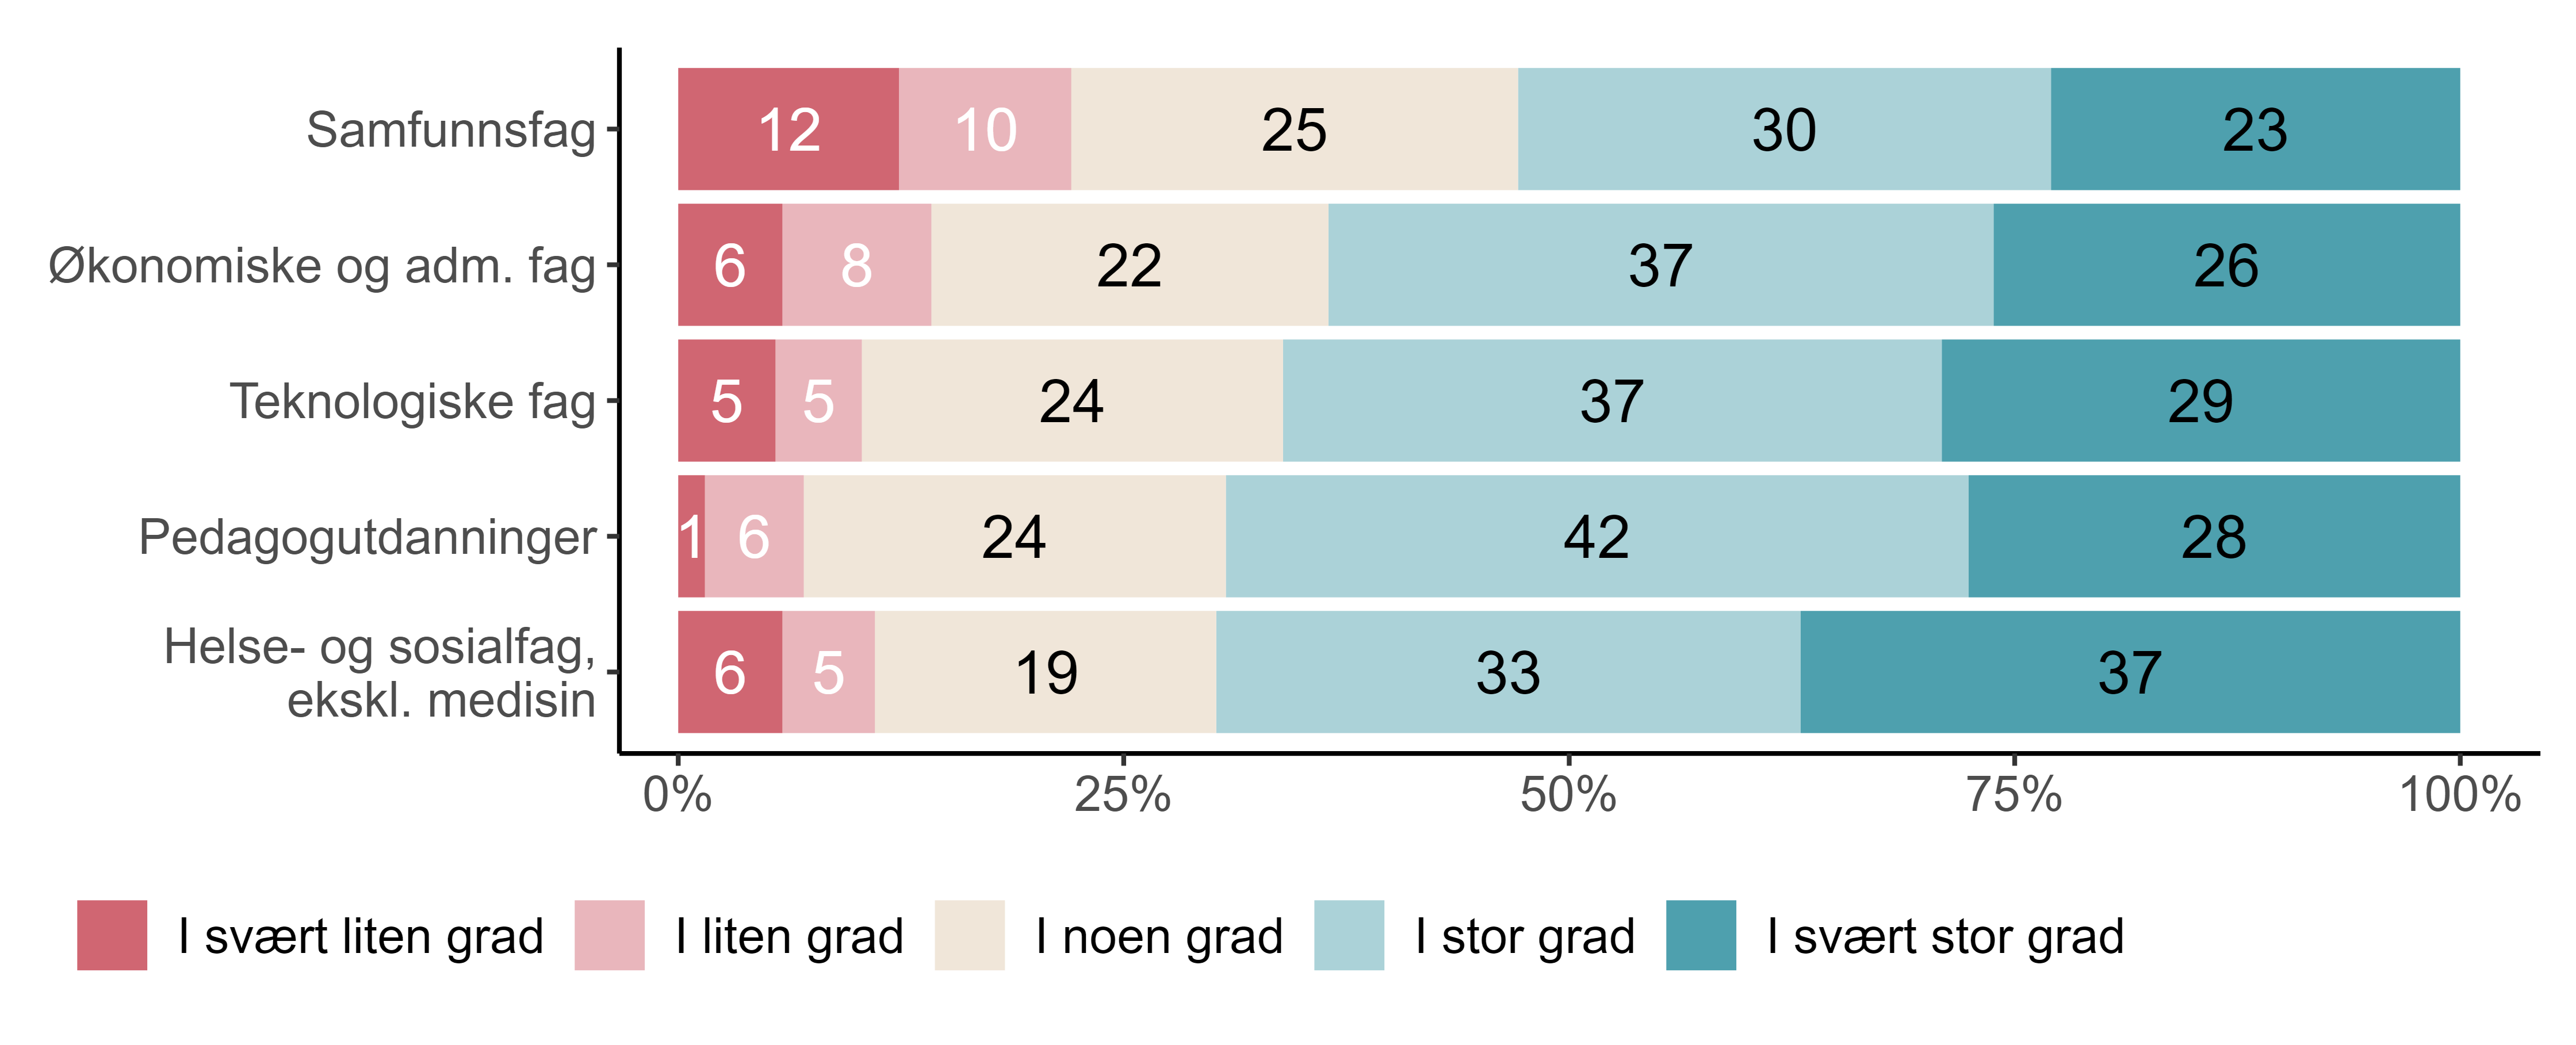 Samfunnsfag 12 10 25 30 23
Økonomiske og adm. fag 6 8 22 37 26
Teknologiske fag 5 5 24 37 29
Pedagogutdanninger 1 6 24 42 28
Helse- og sosialfag,
ekskl. medisin 6 5 19 33 37
0% 25% 50% 75% 100%
I svært liten grad I liten grad I noen grad I stor grad I svært stor grad